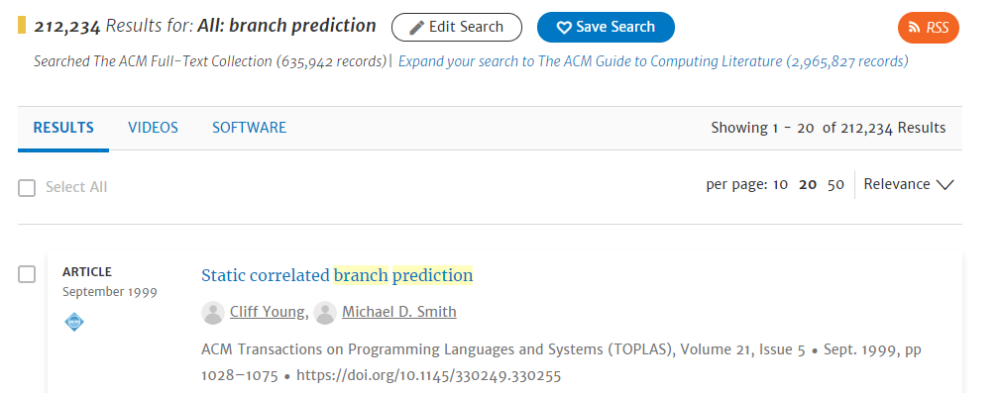 212,234 Results for: All: branch prediction Edit Search Save Search RSS
Searched The ACM Full-Text Collection (635,942 records)| Expand your search to The ACM Guide to Computing Literature (2,965,827 records)
RESULTS VIDEOS SOFTWARE Showing 1 - 20 of 212,234 Results
Select All per page: 10 20 50 Relevance
ARTICLE
September 1999
acm
Static correlated branch prediction
Cliff Young, Michael D. Smith
ACM Transactions on Programming Languages and Systems (TOPLAS), Volume 21, Issue 5 • Sept. 1999, pp
1028–1075 • https://doi.org/10.1145/330249.330255